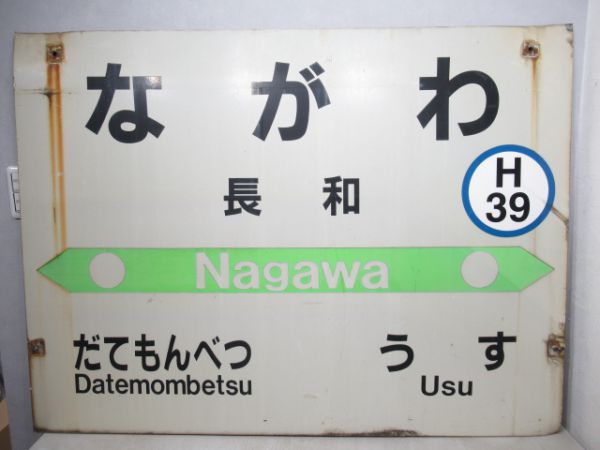 ながわ
長和
H
39
Nagawa
だてもんべつ
Datemombetsu
うす
Usu